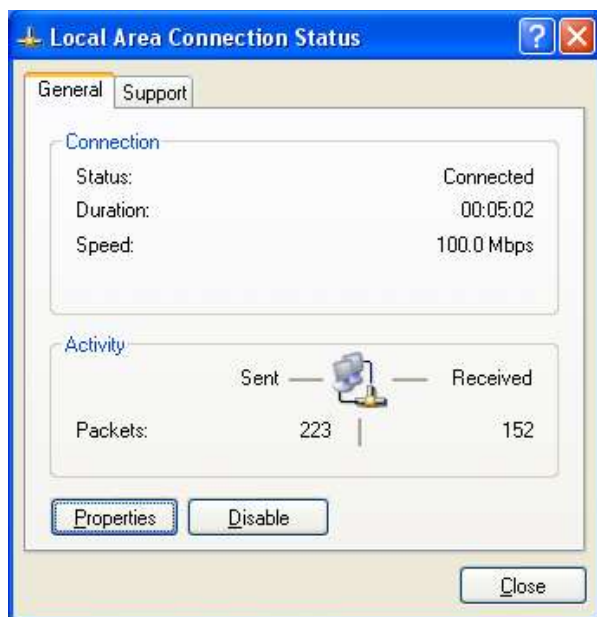 Local Area Connection Status
General Support
Connection
Status: Connected
Duration: 00:05:02
Speed: 100.0 Mbps
Activity
Sent Received
Packets: 223 152
Properties Disable
Close